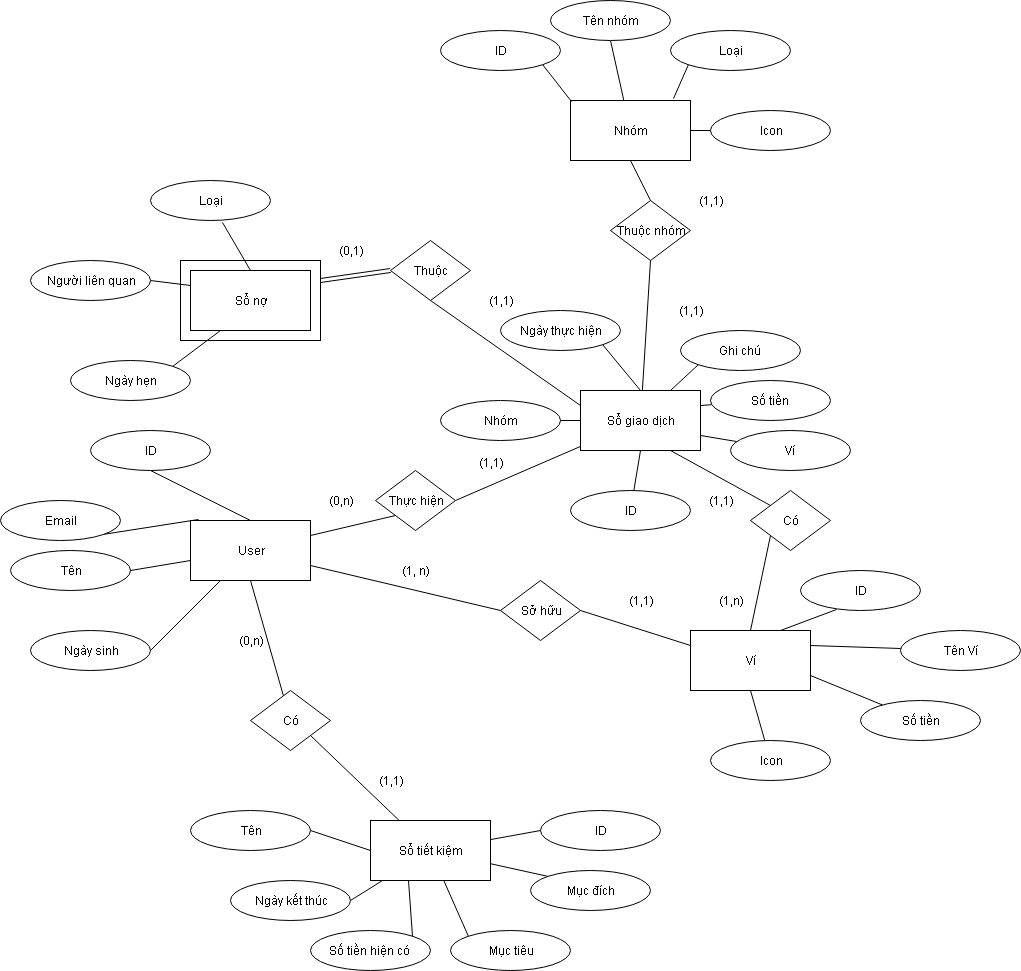 Tên nhóm
ID
Loại
Nhóm
Icon
Loại
(1,1)
Thuộc nhóm
(0,1)
Người liên quan
Thuộc
Sổ nợ
(1,1)
(1,1)
Ngày thực hiện
Ghi chú
Ngày hẹn
Số tiền
Nhóm
Sổ giao dịch
ID
Ví
(1,1)
(0,n)
Thực hiện
(1,1)
ID
Email
Có
User
Tên
(1, n)
ID
(1,1)
(1,n)
Sở hữu
(0,n)
Ngày sinh
Tên Ví
Ví
Có
Số tiền
Icon
(1,1)
Tên
ID
Sổ tiết kiệm
Mục đích
Ngày kết thúc
Số tiền hiện có
Mục tiêu